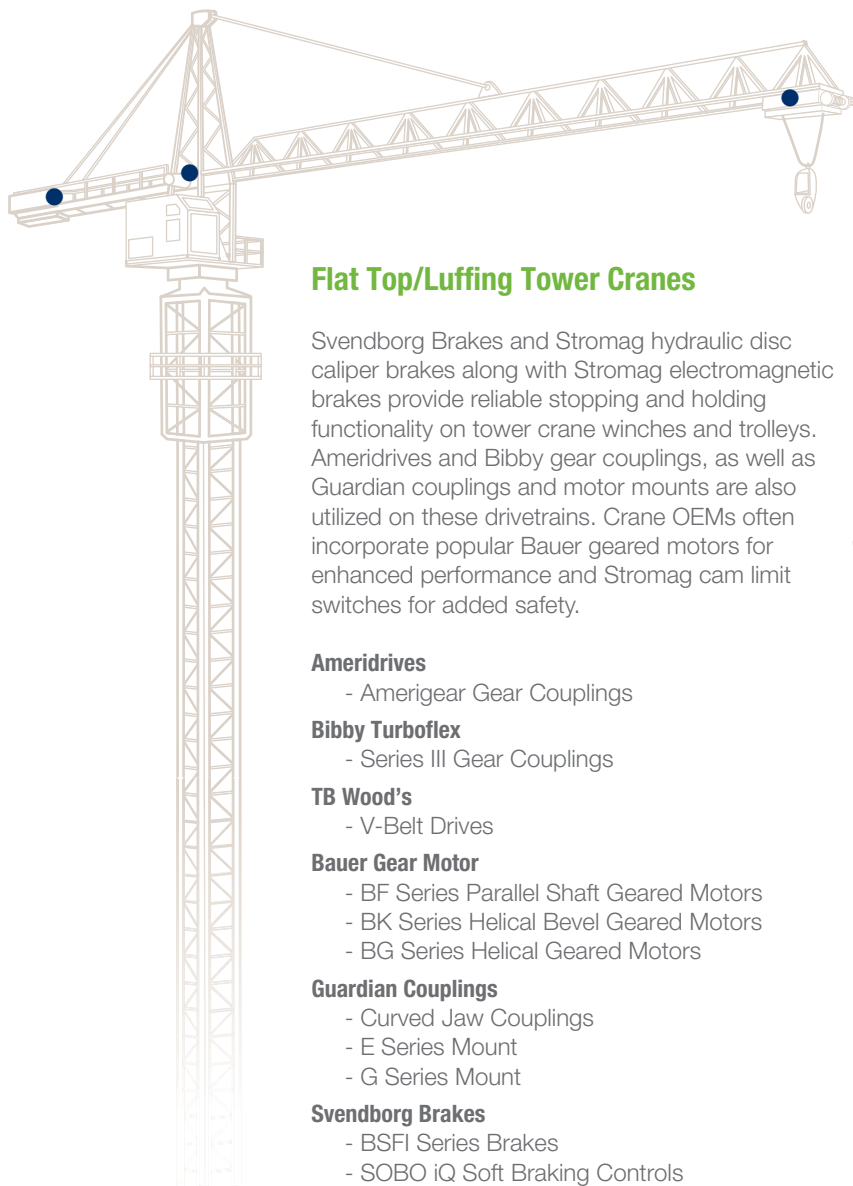 Flat Top/Luffing Tower Cranes
Svendborg Brakes and Stromag hydraulic disc
caliper brakes along with Stromag electromagnetic
brakes provide reliable stopping and holding
functionality on tower crane winches and trolleys.
Ameridrives and Bibby gear couplings, as well as
Guardian couplings and motor mounts are also
utilized on these drivetrains. Crane OEMs often
incorporate popular Bauer geared motors for
enhanced performance and Stromag cam limit
switches for added safety.
Ameridrives
- Amerigear Gear Couplings
Bibby Turboflex
- Series III Gear Couplings
TB Wood's
- V-Belt Drives
Bauer Gear Motor
- BF Series Parallel Shaft Geared Motors
- BK Series Helical Bevel Geared Motors
- BG Series Helical Geared Motors
Guardian Couplings
- Curved Jaw Couplings
- E Series Mount
- G Series Mount
Svendborg Brakes
- BSFI Series Brakes
- SOBO iQ Soft Braking Controls